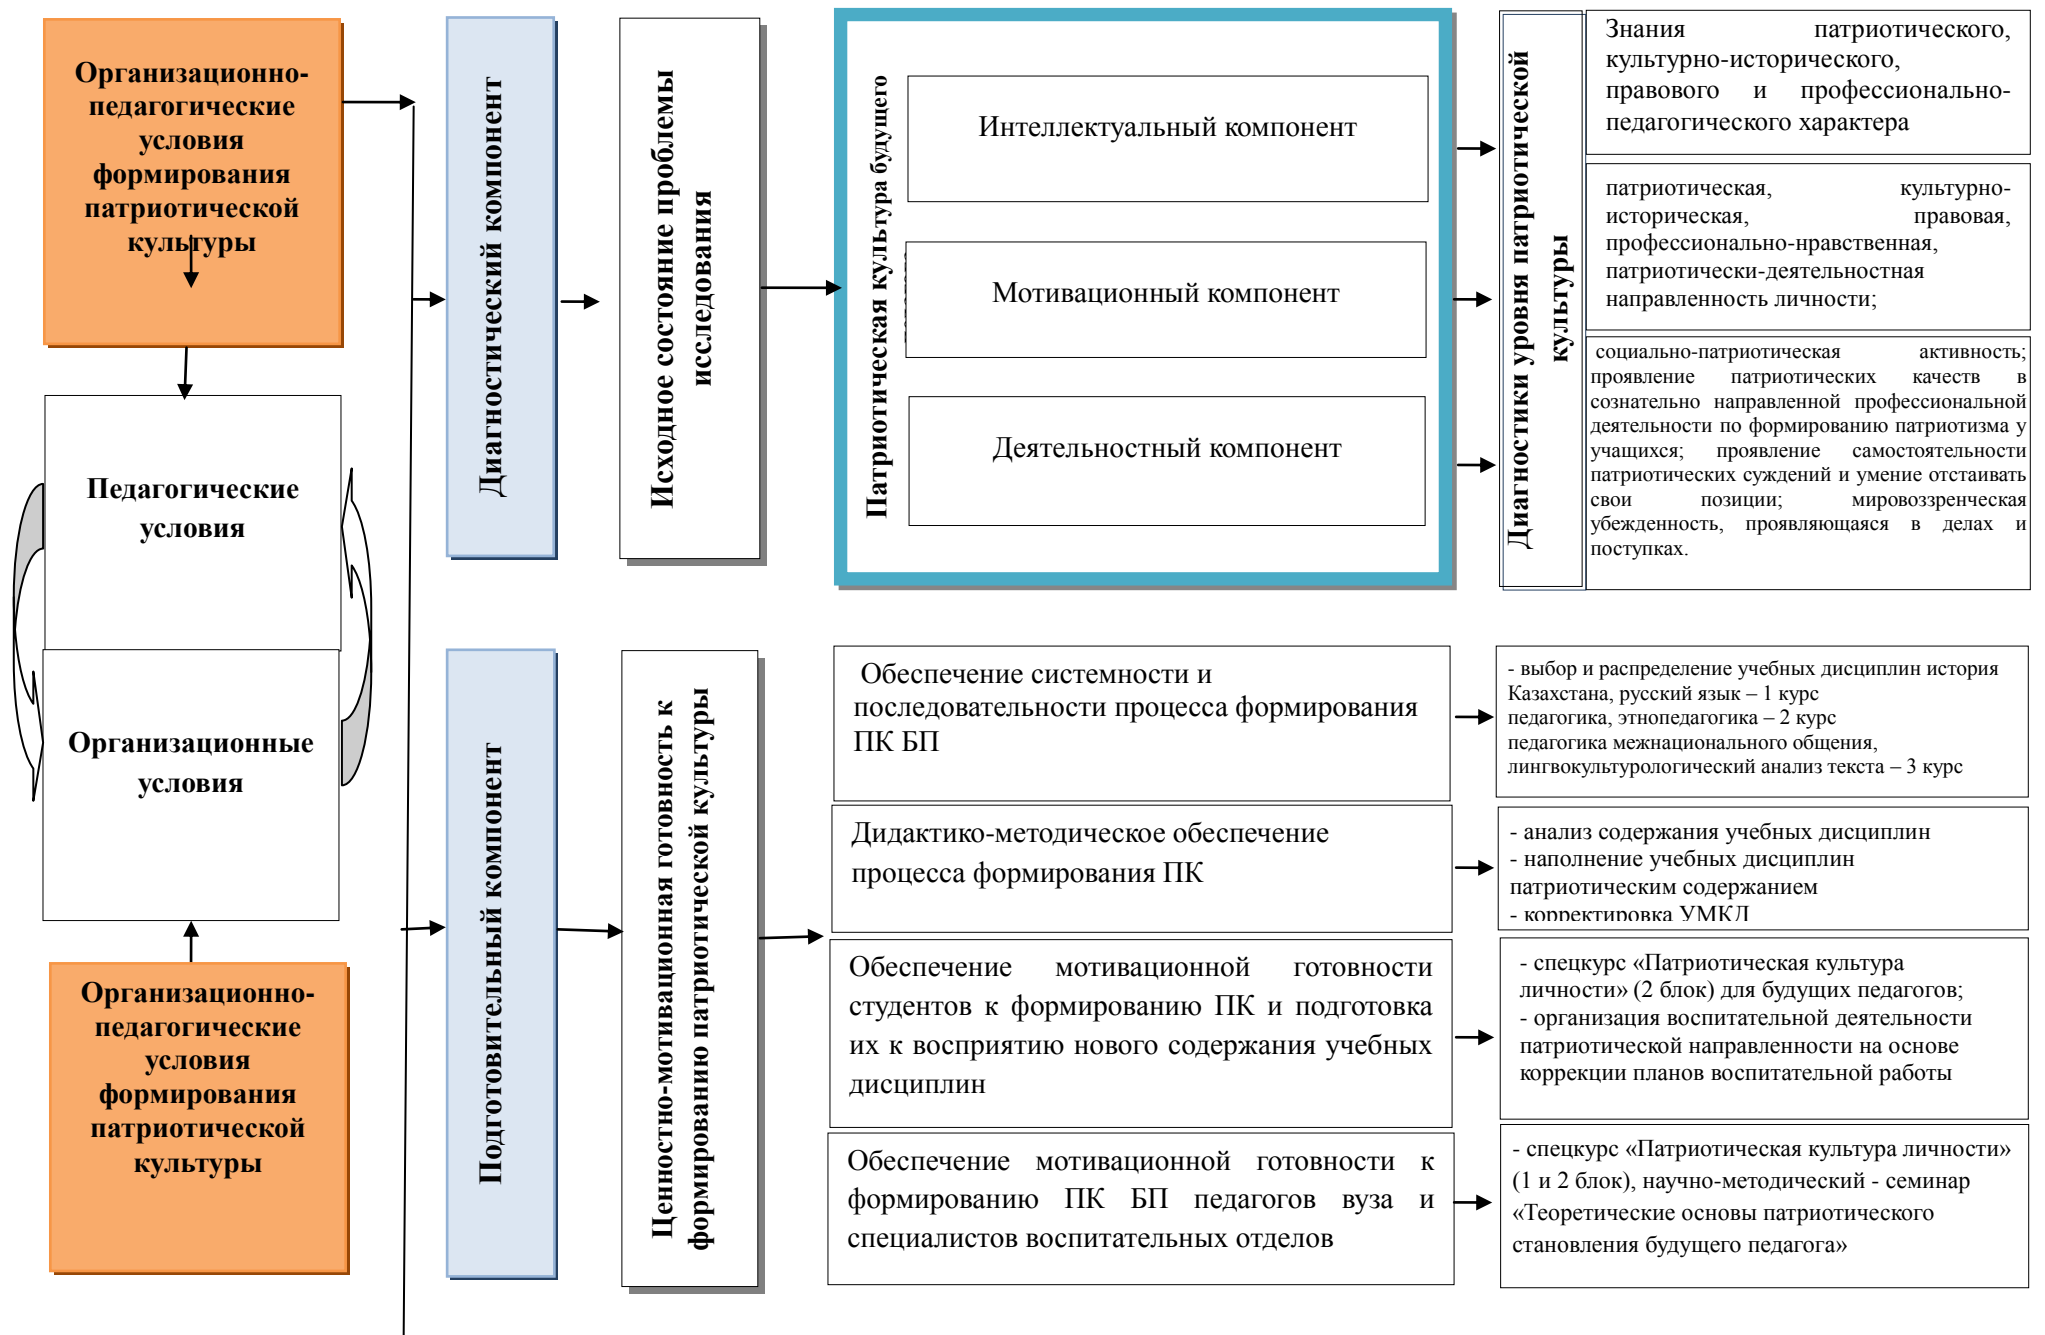 Организационно-
педагогические
условия
формирования
патриотической
культуры
Педагогические
условия
Организационные
условия
Организационно-
педагогические
условия
формирования
патриотической
культуры
Диагностический компонент
Исходное состояние проблемы
исследования
Патриотическая культура будущего
Интеллектуальный компонент
Мотивационный компонент
Деятельностный компонент
Диагностики уровня патриотической
культуры
Знания патриотического,
культурно-исторического,
правового и профессионально-
педагогического характера
патриотическая, культурно-
историческая, правовая,
профессионально-нравственная,
патриотически-деятельностная
направленность личности;
социально-патриотическая активность;
проявление патриотических качеств в
сознательно направленной профессиональной
деятельности по формированию патриотизма у
учащихся; проявление самостоятельности
патриотических суждений и умение отстаивать
свои позиции; мировоззренческая
убежденность, проявляющаяся в делах и
поступках.
Подготовительный компонент
Ценностно-мотивационная готовность к
формированию патриотической культуры
Обеспечение системности и
последовательности процесса формирования
ПК БП
- выбор и распределение учебных дисциплин история
Казахстана, русский язык – 1 курс
педагогика, этнопедагогика – 2 курс
педагогика межнационального общения,
лингвокультурологический анализ текста – 3 курс
Дидактико-методическое обеспечение
процесса формирования ПК
- анализ содержания учебных дисциплин
- наполнение учебных дисциплин
патриотическим содержанием
- корректировка УМКД
Обеспечение мотивационной готовности
студентов к формированию ПК и подготовка
их к восприятию нового содержания учебных
дисциплин
- спецкурс «Патриотическая культура
личности» (2 блок) для будущих педагогов;
- организация воспитательной деятельности
патриотической направленности на основе
коррекции планов воспитательной работы
Обеспечение мотивационной готовности к
формированию ПК БП педагогов вуза и
специалистов воспитательных отделов
- спецкурс «Патриотическая культура личности»
(1 и 2 блок), научно-методический - семинар
«Теоретические основы патриотического
становления будущего педагога»